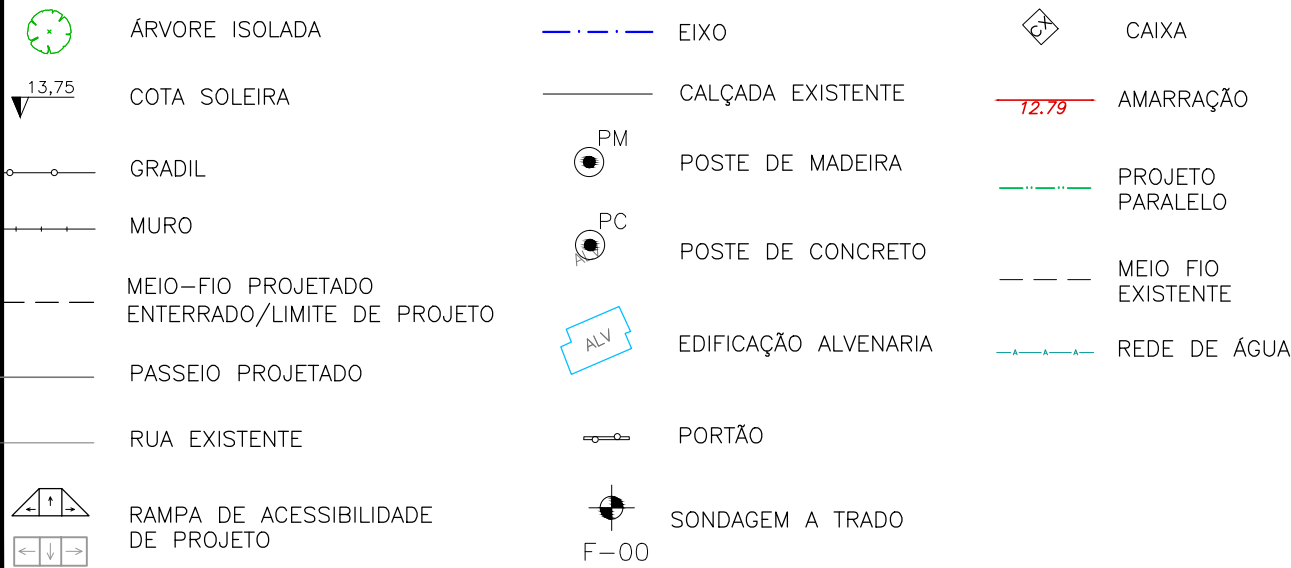 ÁRVORE ISOLADA
13,75
COTA SOLEIRA
GRADIL
MURO
MEIO-FIO PROJETADO
ENTERRADO/LIMITE DE PROJETO
PASSEIO PROJETADO
RUA EXISTENTE
RAMPA DE ACESSIBILIDADE
DE PROJETO
EIXO
CALÇADA EXISTENTE
PM
POSTE DE MADEIRA
PC
ALV
POSTE DE CONCRETO
ALV
EDIFICAÇÃO ALVENARIA
PORTÃO
SONDAGEM A TRADO
F-00
CX
CAIXA
12.79
AMARRAÇÃO
PROJETO
PARALELO
MEIO FIO
EXISTENTE
A A A
REDE DE ÁGUA